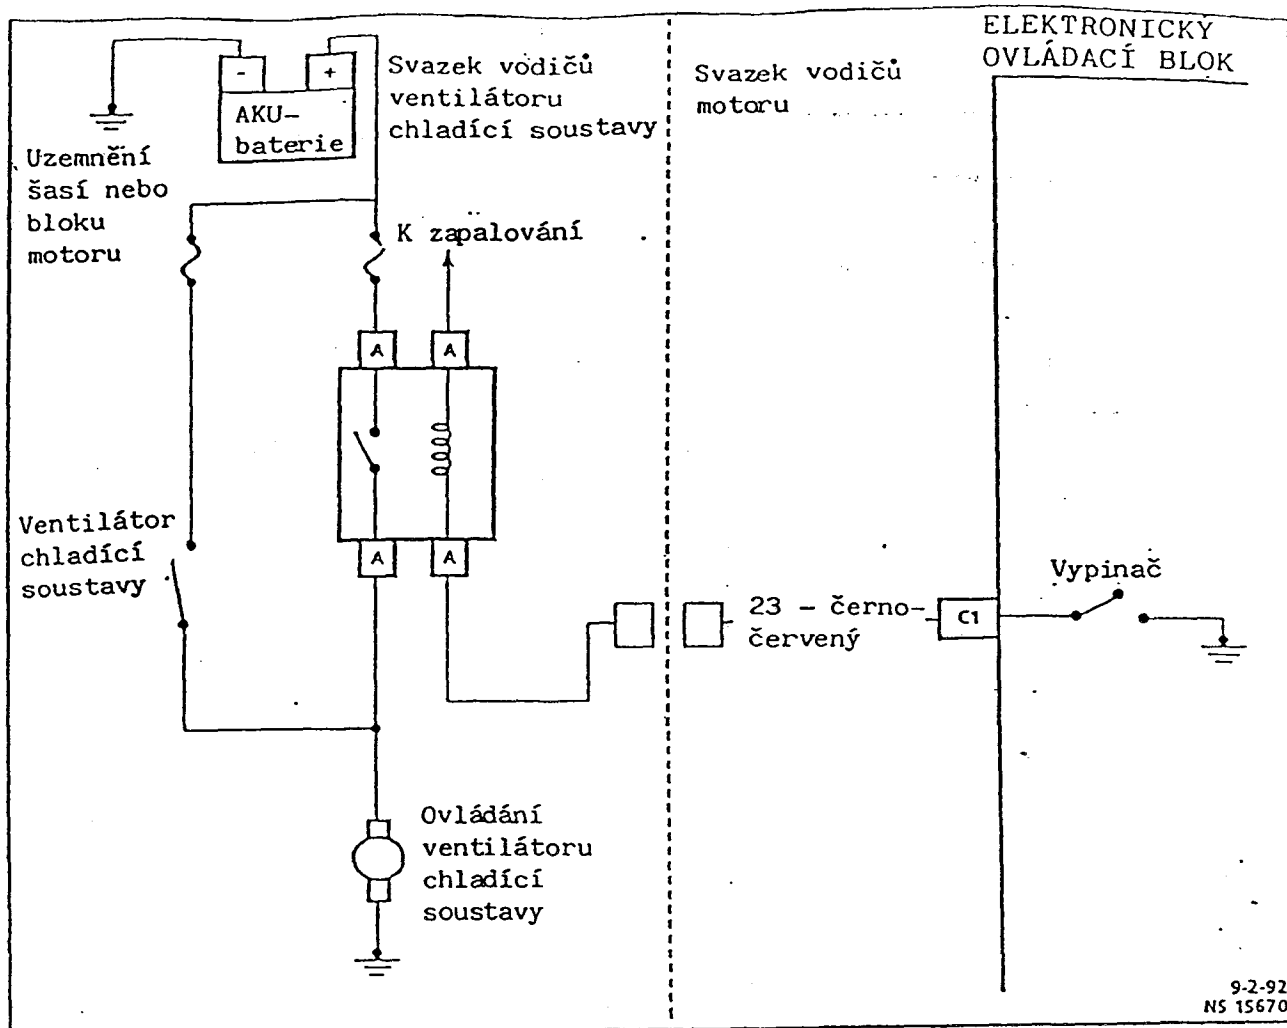 ELEKTRONICKÝ
OVLÁDACÍ BLOK
Svazek vodičů
ventilátoru
chladící soustavy
Svazek vodičů
motoru
-
+
AKU-
baterie
Uzemnění
šasí nebo
bloku
motoru
K zapalování
A
A
A
A
Ventilátor
chladící
soustavy
23 - černo-
červený
C1
Vypinač
Ovládání
ventilátoru
chladící
soustavy
9-2-92
NS 15670